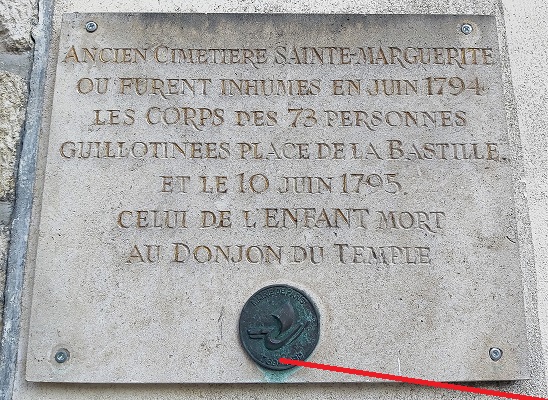 ANCIEN CIMETIERE SAINTE-MARGUERITE
OU FURENT INHUMES EN JUIN 1794
LES CORPS DES 73 PERSONNES
GUILLOTINEES PLACE DE LA BASTILLE.
ET LE 10 JUIN 1795.
CELUI DE L'ENFANT MORT
AU DONJON DU TEMPLE